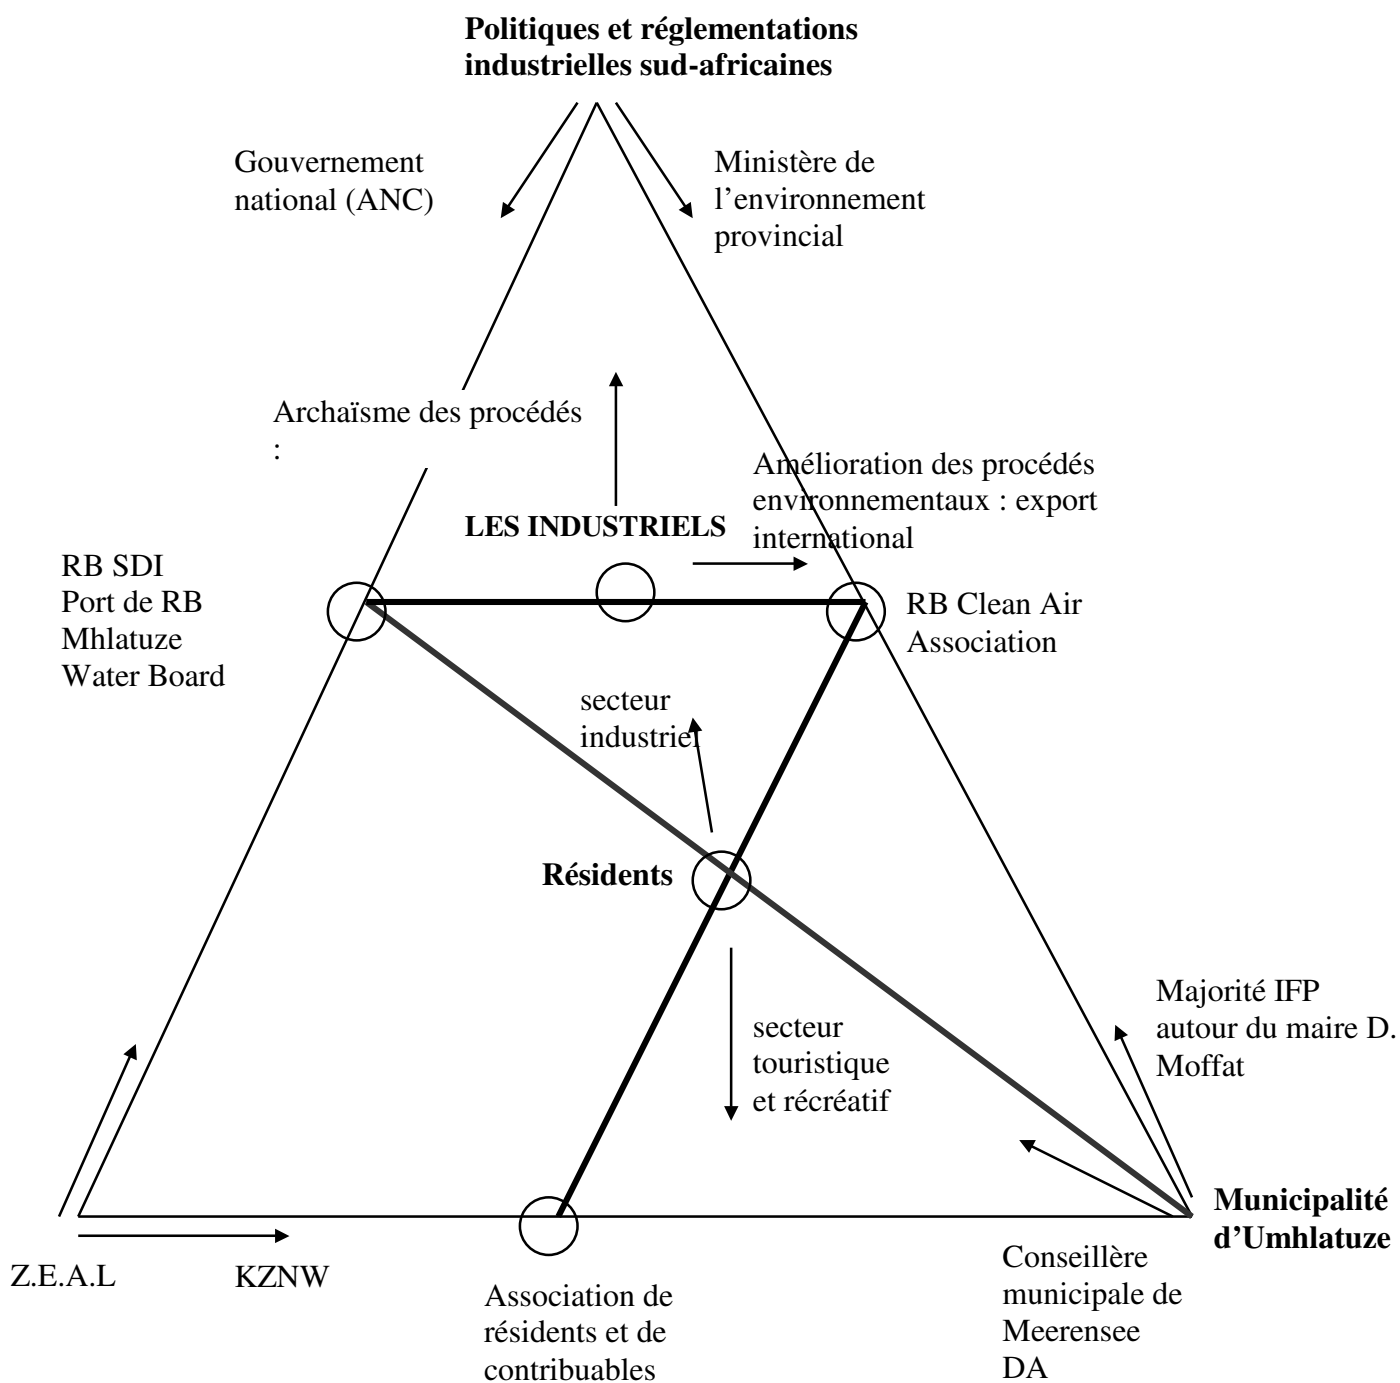 Politiques et réglementations
industrielles sud-africaines
Gouvernement
national (ANC)
Ministère de
l’environnement
provincial
Archaïsme des procédés
:
Amélioration des procédés
environnementaux : export
international
LES INDUSTRIELS
RB SDI
Port de RB
Mhlatuze
Water Board
RB Clean Air
Association
secteur
industriel
Résidents
secteur
touristique
et récréatif
Majorité IFP
autour du maire D.
Moffat
Municipalité
d’Umhlatuze
Z.E.A.L
KZNW
Association de
résidents et de
contribuables
Conseillère
municipale de
Meerensee
DA